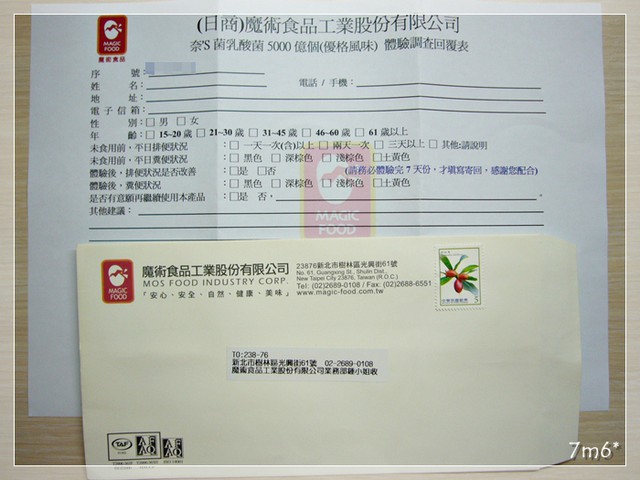 MAGIC
FOOD
魔術食品
(日商)魔術食品工業股份有限公司
奈'S 菌乳酸菌 5000 億個(優格風味) 體驗調查回覆表
序 號:
姓 名: 電話 / 手機:
地 址:
電子信箱:
性 別: □ 男 □ 女
年 齡: □ 15~20 歲 □ 21~30 歲 □ 31~45 歲 □ 46~60 歲 □ 61 歲以上
未食用前，平日排便狀況 : □ 一天一次(含)以上 □ 兩天一次 □ 三天以上 □ 其他:請說明
未食用前，平日糞便狀況 : □ 黑色 □ 深棕色 □ 淺棕色 □土黃色
體驗後，排便狀況是否改善 : □是 □否 (請務必體驗完 7 天份，才填寫寄回，感謝您配合)
體驗後，糞便狀況 : □ 黑色 □ 深棕色 □ 淺棕色 □土黃色
是否有意願再繼續使用本產品 : □是 □ 否，
其他建議:
MAGIC
FOOD
MAGIC
FOOD
魔術食品工業股份有限公司
MOS FOOD INDUSTRY CORP.
「安心、安全、自然、健康、美味」
23876新北市樹林區光興街61號
No. 61, Guangxing St., Shulin Dist.,
New Taipei City 23876, Taiwan (R.O.C.)
Tel: (02)2689-0108 / Fax: (02)2688-6551
www.magic-food.com.tw
5
TO:238-76
新北市樹林區光興街61號 02-2689-0108
魔術食品工業股份有限公司業務部鍾小姐收
TAF
7m6*